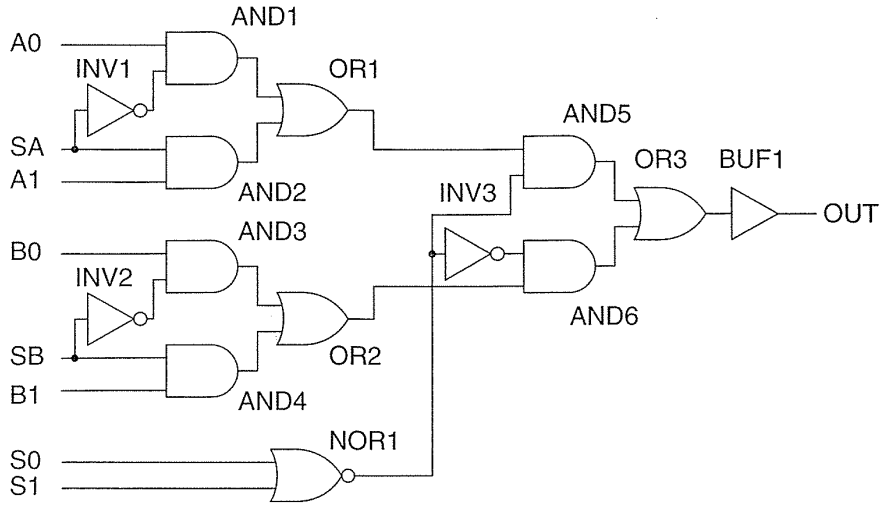 AND1
A0
INV1
OR1
SA
A1
AND2
AND5
OR3
BUF1
INV3
OUT
B0
AND3
INV2
AND6
SB
OR2
B1
AND4
NOR1
S0
S1